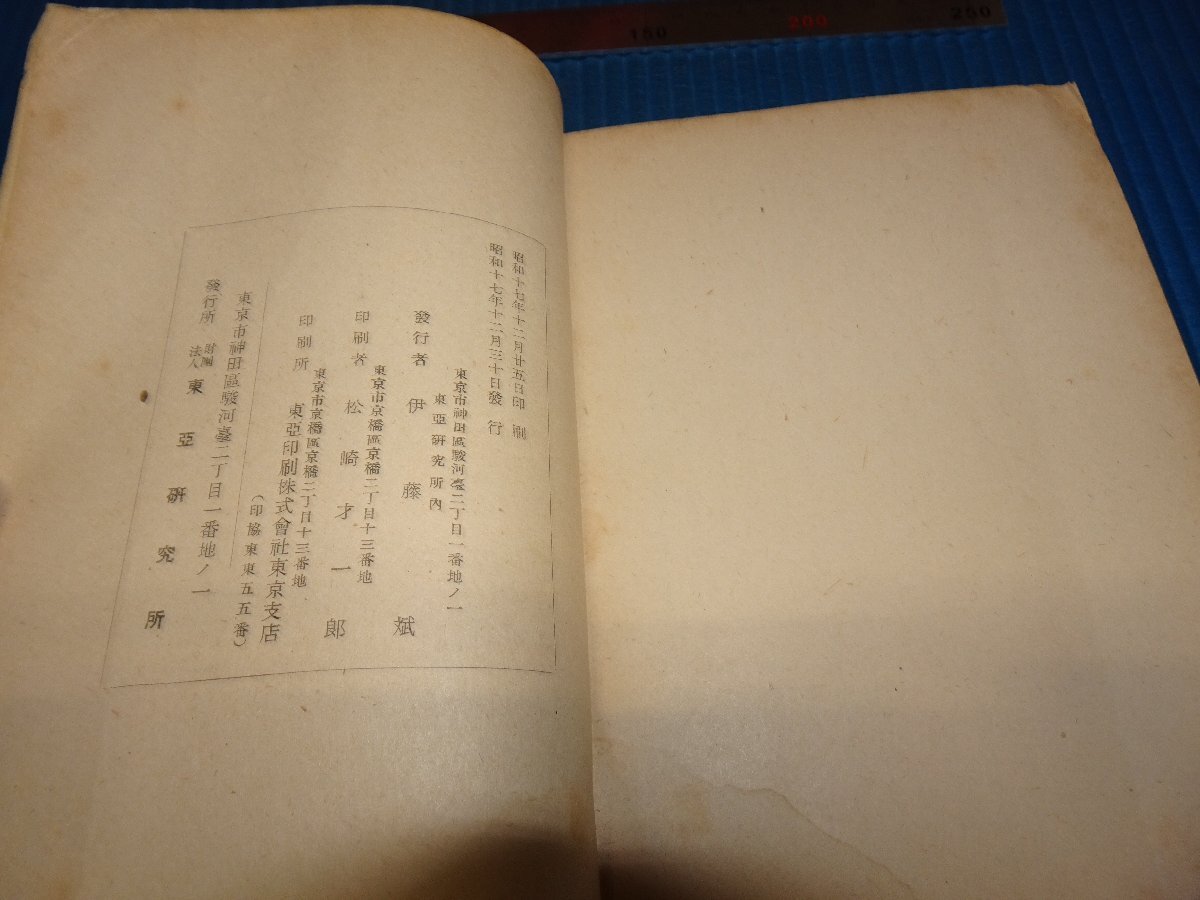 昭和十七年十二月廿五日印刷
昭和十七年十二月三十日發行
東京市神田區駿河臺二丁目一番地ノ一
東亞硏究所內
發行者 伊藤斌
東京市京橋區京橋二丁目十三番地
印刷者 松崎才一郎
東京市京橋區京橋二丁目十三番地
印刷所 東亞印刷株式會社東京支店
(印協東東五五番)
東京市神田區駿河臺二丁目一番地ノ一
發行所 財團法人 東亞硏究所
150
200
250